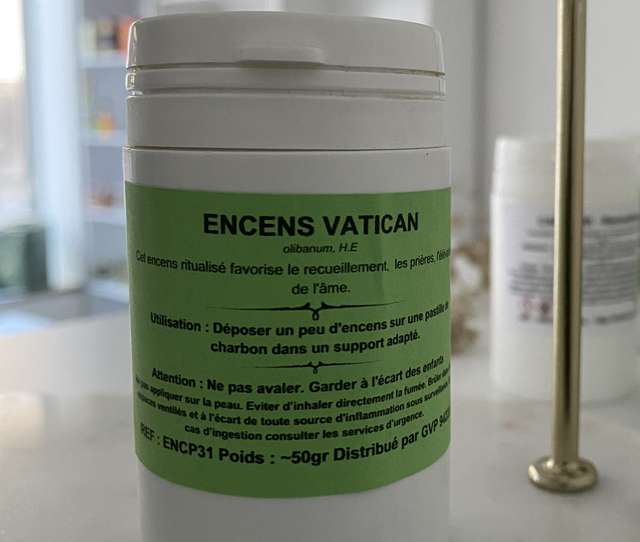 ENCENS VATICAN
olibanum, H.E
Cet encens ritualisé favorise le recueillement, les prières,
de l'âme.
Utilisation : Déposer un peu d'encens sur une pastille
charbon dans un support adapté.
Attention : Ne pas avaler. Garder à l'écart des enfants
pas appliquer sur la peau. Eviter d'inhaler directement la fumée. Brûler
espaces ventilés et à l'écart de toute source d'inflammation sous
cas d'ingestion consulter les services d'urgence.
REF : ENCP31 Poids : ~50gr Distribué par GVP